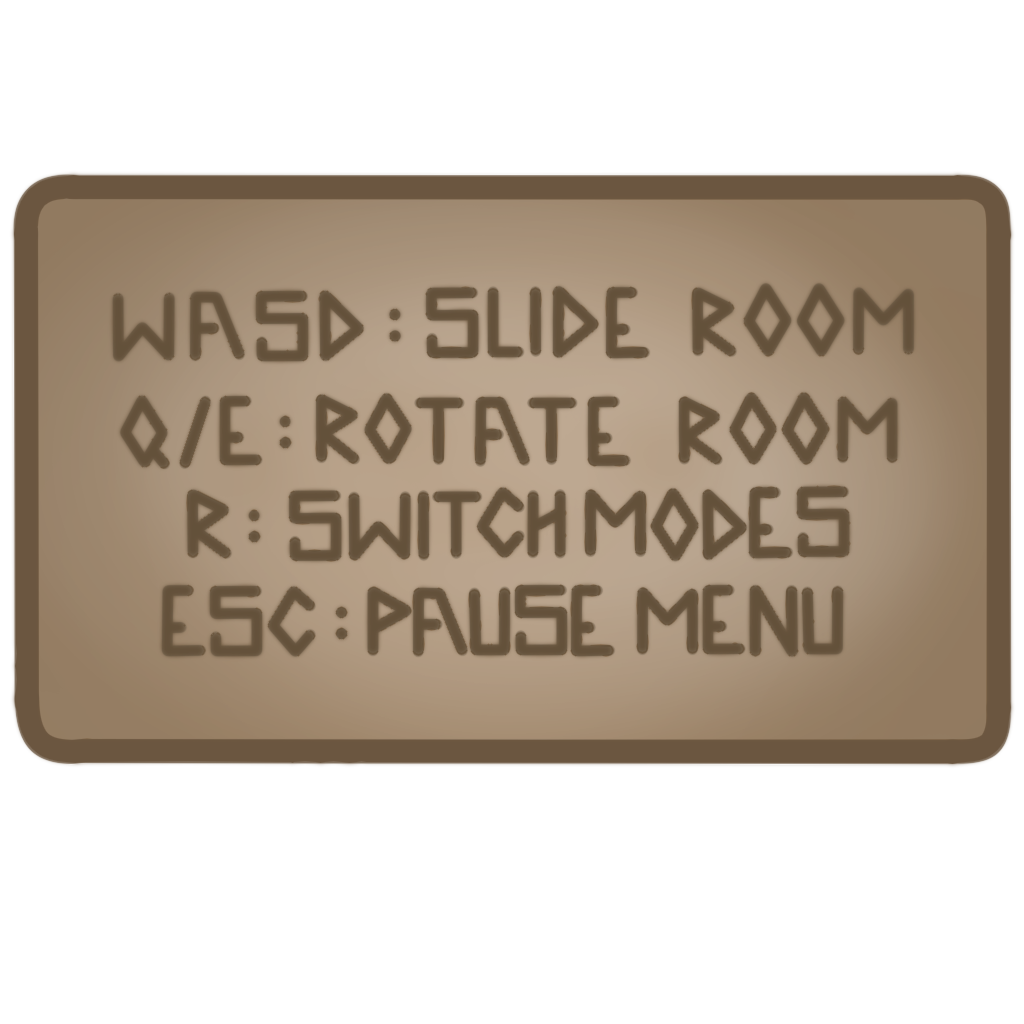 WASD : SLIDE ROOM
Q/E : ROTATE ROOM
R : SWITCH MODES
ESC : PAUSE MENU